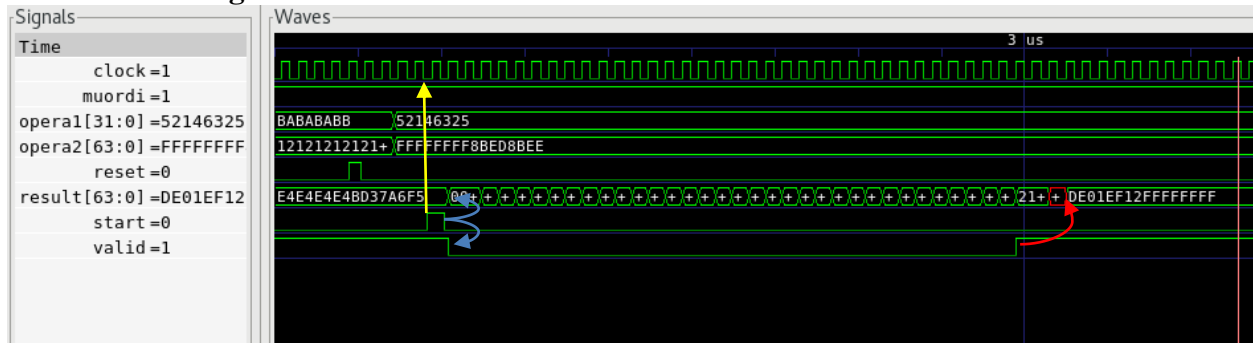 Signals
Waves
Time
3 us
clock=1
muordi=1
opera1[31:0]=52146325
BABABABB
52146325
opera2[63:0]=FFFFFFFF
12121212121+
FFFFFFFF8BED8BEE
reset=0
result[63:0]=DE01EF12
E4E4E4E4BD37A6F5
+ + + + + + + + + + + + + + + + + + + + + + + + + + + + + + + + +
21+
+
DE01EF12FFFFFFFF
start=0
valid=1